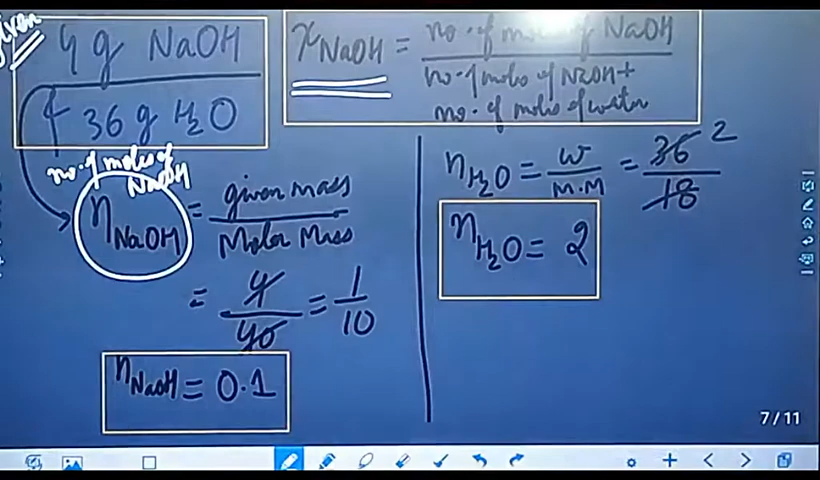 given
4 g NaOH
36 g H₂O
χ NaOH = no. of moles of NaOH
no. of moles of NaOH +
no. of moles of water
no. of moles of
NaOH
n NaOH = given mass
Molar Mass
= 4/40 = 1/10
n NaOH = 0.1
n H₂O = w/M.M = 36/18 2
n H₂O = 2
7/11